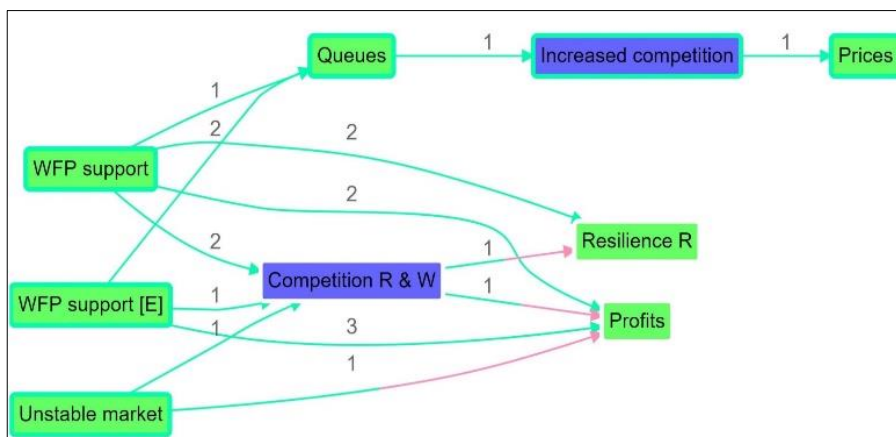 Queues
1
Increased competition
1
Prices
1
2
2
WFP support
2
Resilience R
2
1
Competition R & W
1
WFP support [E]
1
Profits
1
3
1
Unstable market